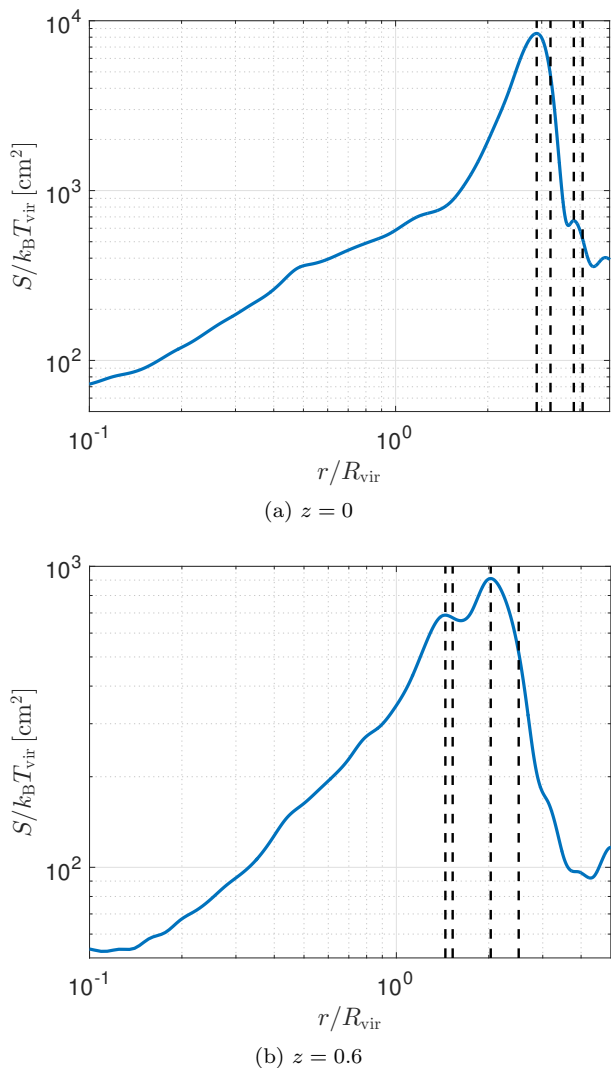 10^4
10^3
10^2
S/k_B T_vir [cm^2]
10^-1
10^0
r/R_vir
(a) z = 0
10^3
10^2
S/k_B T_vir [cm^2]
10^-1
10^0
r/R_vir
(b) z = 0.6